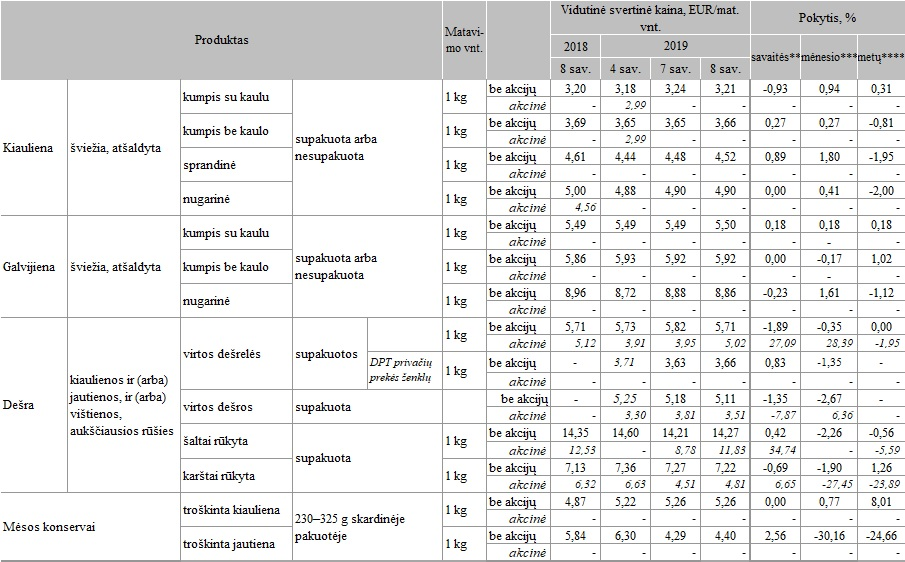 Produktas Matavi- Vidutinė svertinė kaina, EUR/mat. Pokytis, %
mo vnt. vnt.
2018 2019 savaitės** mėnesio*** metų****
8 sav. 4 sav. 7 sav. 8 sav.
Kiauliena šviežia, atšaldyta kumpis su kaulu supakuota arba nesupakuota 1 kg be akcijų 3,20 3,18 3,24 3,21 -0,93 0,94 0,31
akcinė - 2,99 - - - - -
kumpis be kaulo 1 kg be akcijų 3,69 3,65 3,65 3,66 0,27 0,27 -0,81
akcinė - 2,99 - - - - -
sprandinė 1 kg be akcijų 4,61 4,44 4,48 4,52 0,89 1,80 -1,95
akcinė - - - - - - -
nugarinė 1 kg be akcijų 5,00 4,88 4,90 4,90 0,00 0,41 -2,00
akcinė 4,56 - - - - - -
Galvijiena šviežia, atšaldyta kumpis su kaulu supakuota arba nesupakuota 1 kg be akcijų 5,49 5,49 5,49 5,50 0,18 0,18 0,18
akcinė - - - - - - -
kumpis be kaulo 1 kg be akcijų 5,86 5,93 5,92 5,92 0,00 -0,17 1,02
akcinė - - - - - - -
nugarinė 1 kg be akcijų 8,96 8,72 8,88 8,86 -0,23 1,61 -1,12
akcinė - - - - - - -
Dešra kiaulienos ir (arba) jautienos, ir (arba) vištienos, aukščiausios rūšies virtos dešrelės supakuotos 1 kg be akcijų 5,71 5,73 5,82 5,71 -1,89 -0,35 0,00
akcinė 5,12 3,91 3,95 5,02 27,09 28,39 -1,95
DPT privačių prekės ženklų 1 kg be akcijų - 3,71 3,63 3,66 0,83 -1,35 -
akcinė - - - - - - -
virtos dešros supakuota be akcijų - 5,25 5,18 5,11 -1,35 -2,67 -
akcinė - 3,30 3,81 3,51 -7,87 6,36 -
šaltai rūkyta supakuota 1 kg be akcijų 14,35 14,60 14,21 14,27 0,42 -2,26 -0,56
akcinė 12,53 - 8,78 11,83 34,74 - -5,59
karštai rūkyta 1 kg be akcijų 7,13 7,36 7,27 7,22 -0,69 -1,90 1,26
akcinė 6,32 6,63 4,51 4,81 6,65 -27,45 -23,89
Mėsos konservai troškinta kiauliena 230–325 g skardinėje pakuotėje 1 kg be akcijų 4,87 5,22 5,26 5,26 0,00 0,77 8,01
akcinė - - - - - - -
troškinta jautiena 1 kg be akcijų 5,84 6,30 4,29 4,40 2,56 -30,16 -24,66
akcinė - - - - - - -